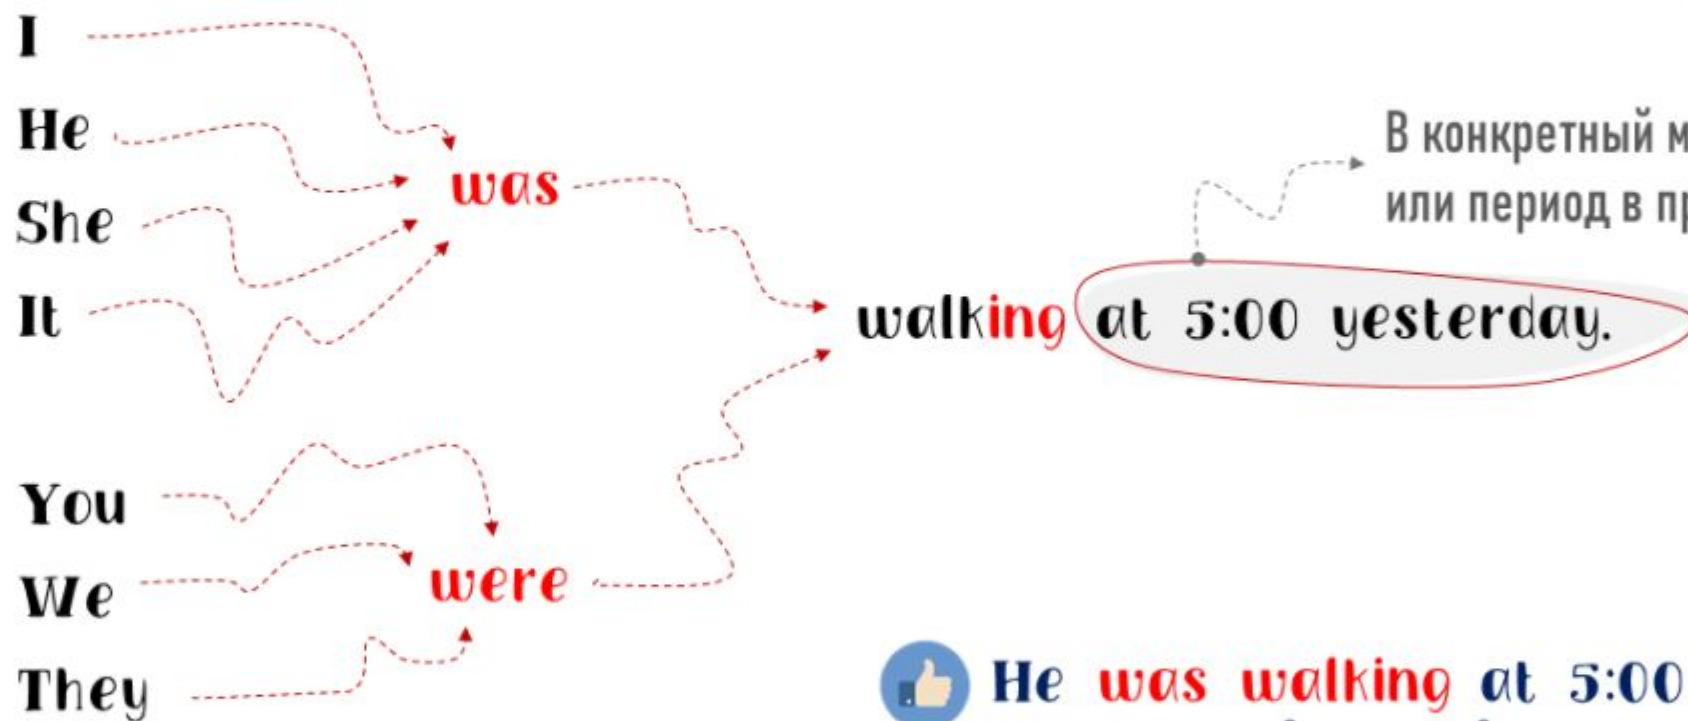 I
He
She
It
was
You
We
They
were
walking at 5:00 yesterday.
В конкретный
или период в
He was walking at 5:00